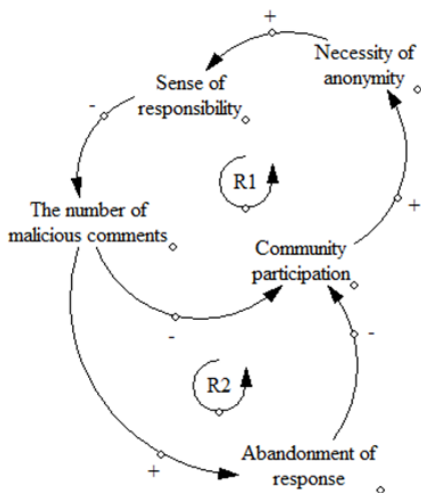 +
Necessity of
anonymity
Sense of
responsibility
-
R1
The number of
malicious comments
+
Community
participation
-
-
R2
+
Abandonment of
response